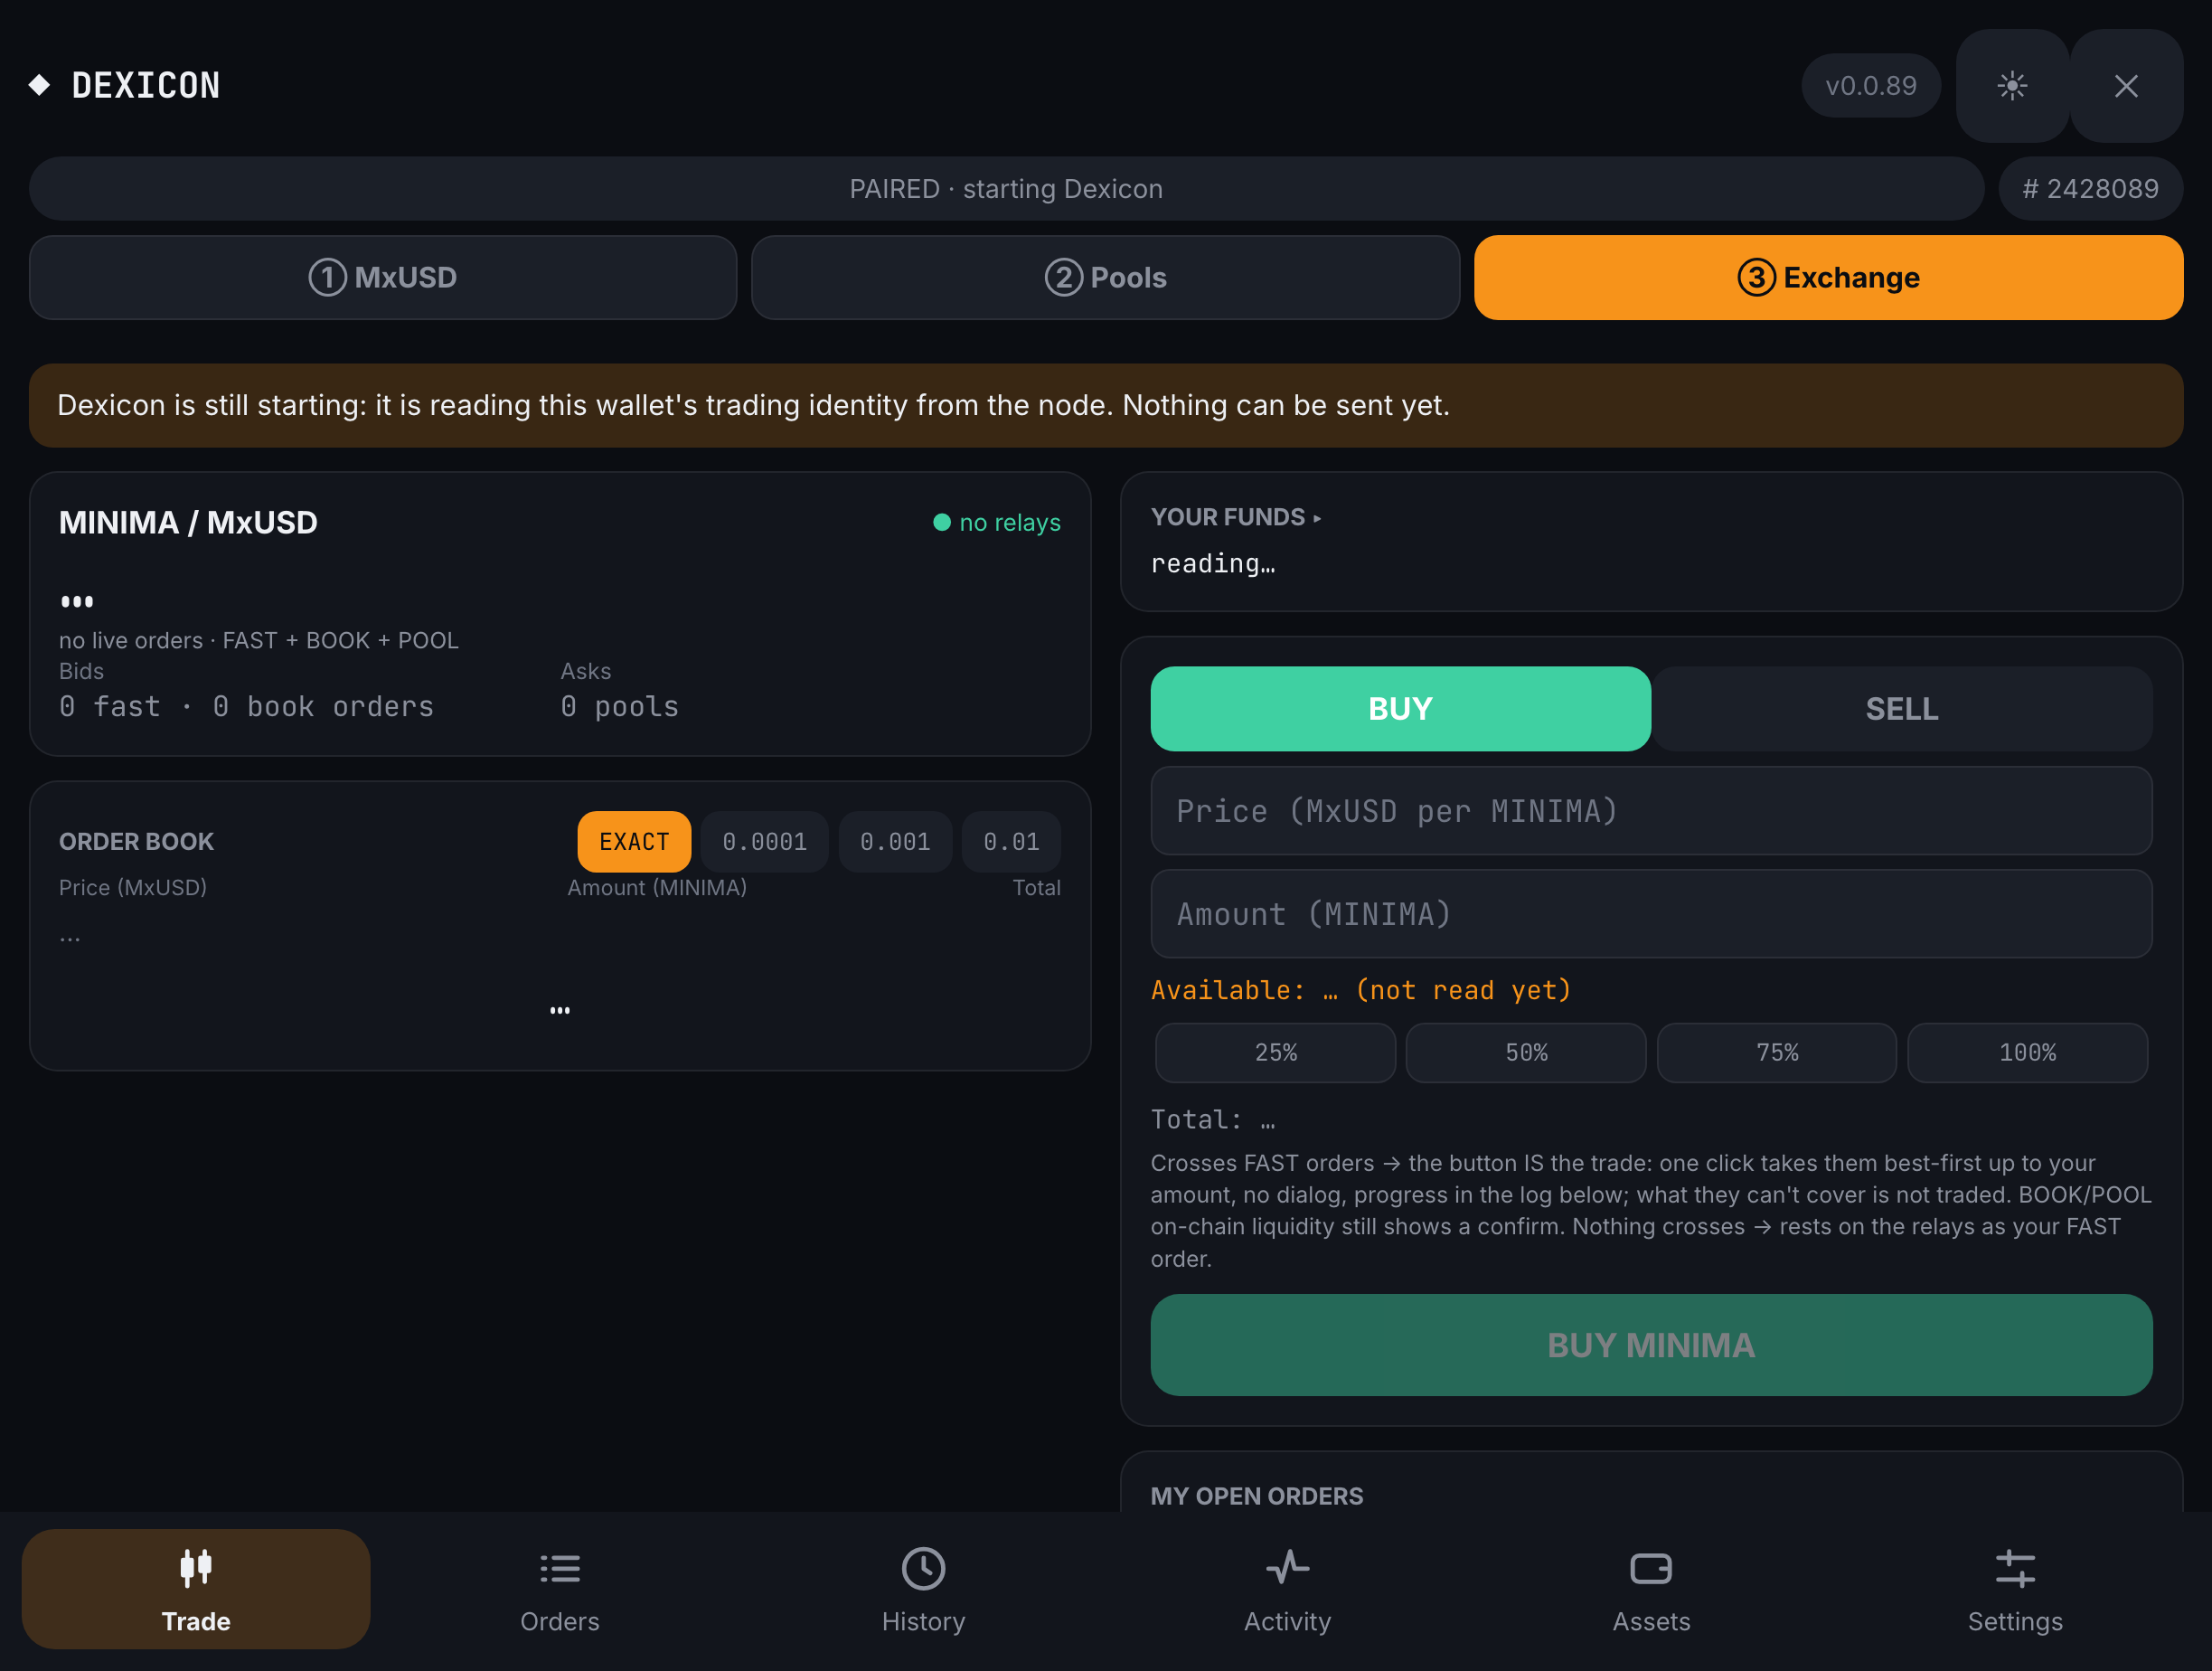 ◆ DEXICON
v0.0.89
PAIRED · starting Dexicon
# 2428089
① MxUSD
② Pools
③ Exchange
Dexicon is still starting: it is reading this wallet's trading identity from the node. Nothing can be sent yet.
MINIMA / MxUSD
no relays
…
no live orders · FAST + BOOK + POOL
Bids
Asks
0 fast · 0 book orders
0 pools
ORDER BOOK
EXACT
0.0001
0.001
0.01
Price (MxUSD)
Amount (MINIMA)
Total
…
…
YOUR FUNDS ▸
reading…
BUY
SELL
Price (MxUSD per MINIMA)
Amount (MINIMA)
Available: … (not read yet)
25%
50%
75%
100%
Total: …
Crosses FAST orders → the button IS the trade: one click takes them best-first up to your
amount, no dialog, progress in the log below; what they can't cover is not traded. BOOK/POOL
on-chain liquidity still shows a confirm. Nothing crosses → rests on the relays as your FAST
order.
BUY MINIMA
MY OPEN ORDERS
Trade
Orders
History
Activity
Assets
Settings